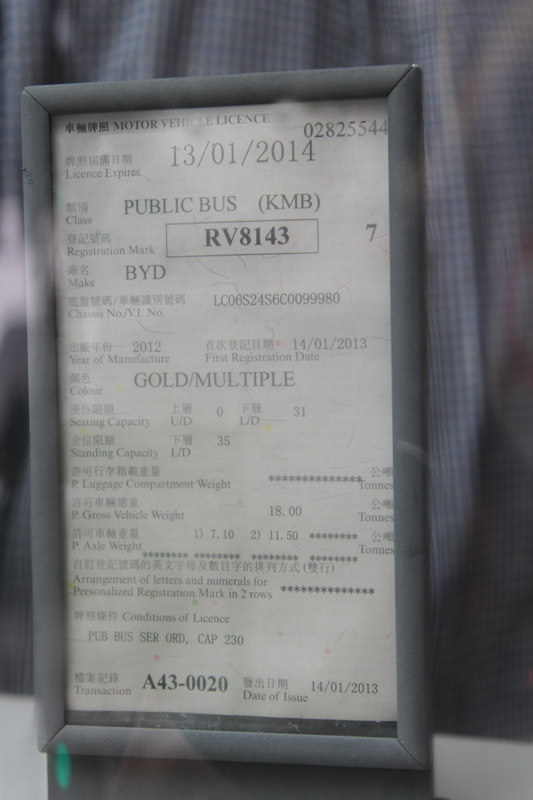 車輛牌照 MOTOR VEHICLE LICENCE 02825544
牌照屆滿日期 13/01/2014
Licence Expires
類別 PUBLIC BUS (KMB)
Class
登記號碼 RV8143 7
Registration Mark
廠名 BYD
Make
底盤號碼/車輛識別號碼 LC06S24S6C0099980
Chassis No./V.I. No.
出廠年份 2012 首次登記日期 14/01/2013
Year of Manufacture First Registration Date
顏色 GOLD/MULTIPLE
Colour
座位限額 上層 0 下層 31
Seating Capacity U/D L/D
企位限額 下層 35
Standing Capacity L/D
許可行李箱載重量 **************公噸
P. Luggage Compartment Weight Tonnes
許可車輛總重 18.00 公噸
P. Gross Vehicle Weight Tonnes
許可車軸重量 1) 7.10 2) 11.50 ******** 公噸
P. Axle Weight Tonnes
******** ******** ******** ********
自訂登記號碼的英文字母及數目字的排列方式(雙行)
Arrangement of letters and numerals for
Personalized Registration Mark in 2 rows **************
牌照條件 Conditions of Licence
PUB BUS SER ORD, CAP 230
檔案記錄 A43-0020 發出日期 14/01/2013
Transaction Date of Issue